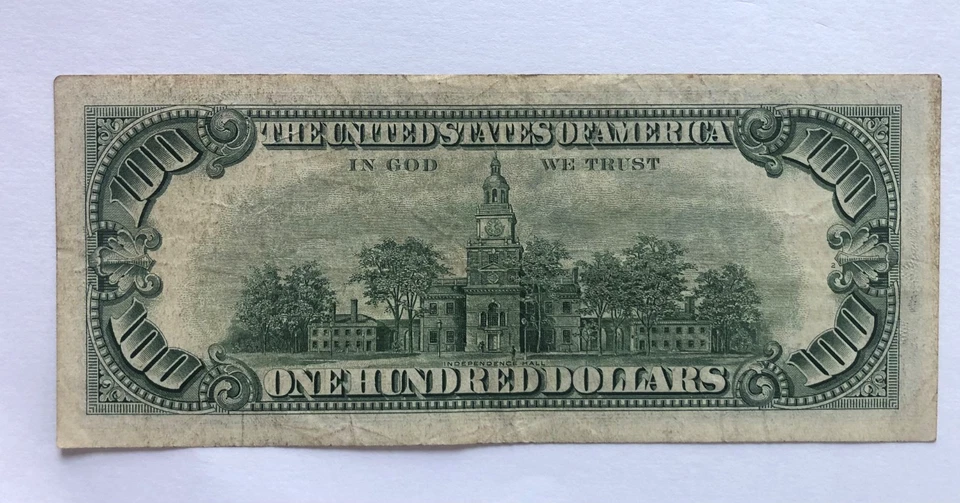 THE UNITED STATES OF AMERICA
100 100
IN GOD WE TRUST
100 100
INDEPENDENCE HALL
ONE HUNDRED DOLLARS